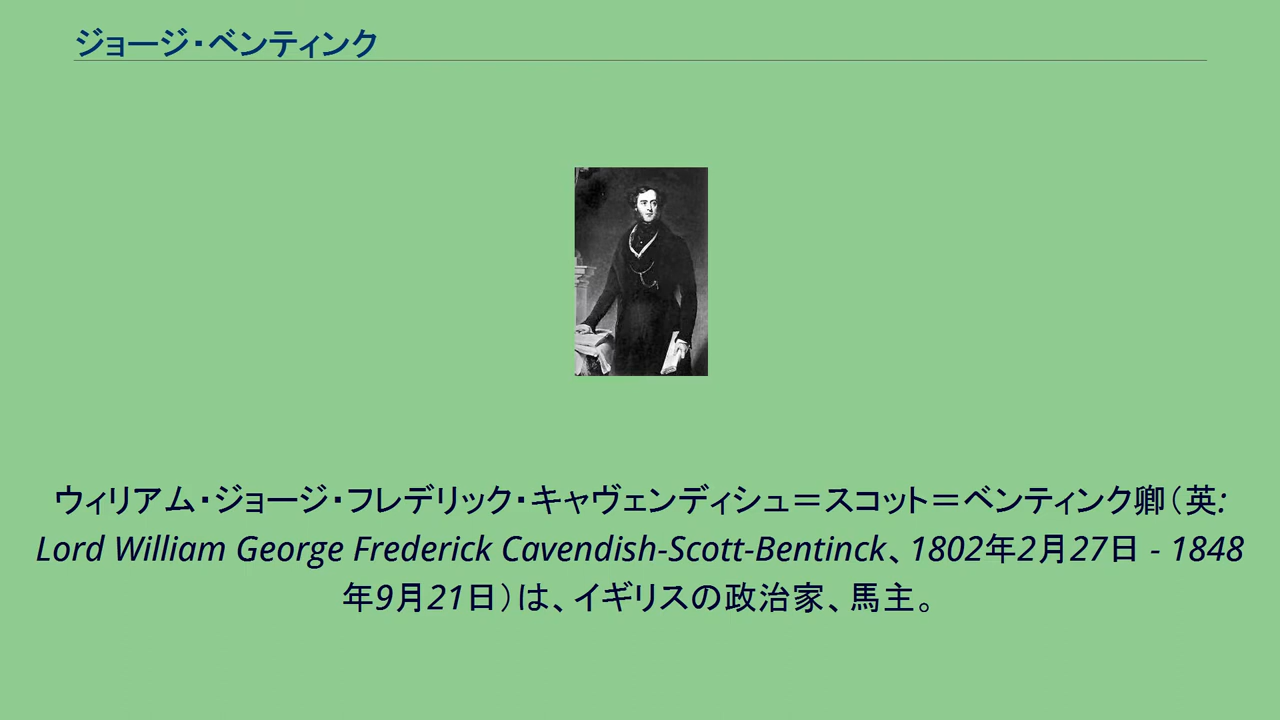 ジョージ・ベンティンク
ウィリアム・ジョージ・フレデリック・キャヴェンディシュ＝スコット＝ベンティンク卿（英:
Lord William George Frederick Cavendish-Scott-Bentinck、1802年2月27日 - 1848
年9月21日）は、イギリスの政治家、馬主。